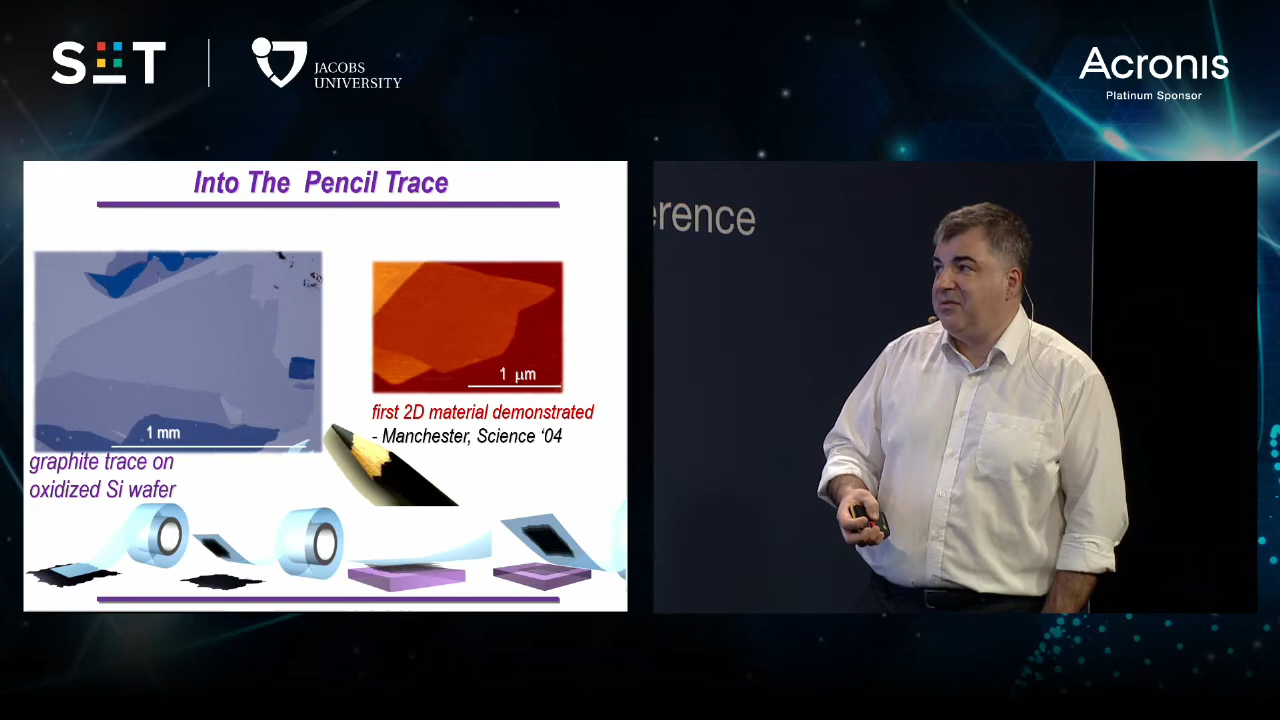 SIT
JACOBS
UNIVERSITY
Acronis
Platinum Sponsor
Into The Pencil Trace
1 mm
graphite trace on
oxidized Si wafer
1 μm
first 2D material demonstrated
- Manchester, Science ‘04
erence